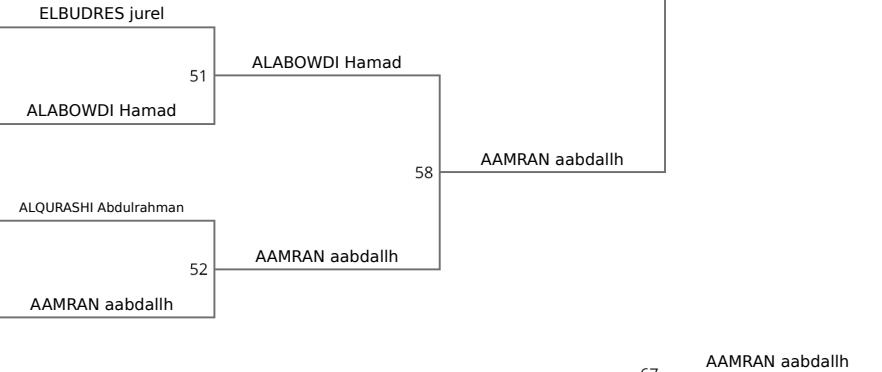 ELBUDRES jurel
ALABOWDI Hamad
51
ALABOWDI Hamad
AAMRAN aabdallh
58
ALQURASHI Abdulrahman
AAMRAN aabdallh
52
AAMRAN aabdallh
AAMRAN aabdallh